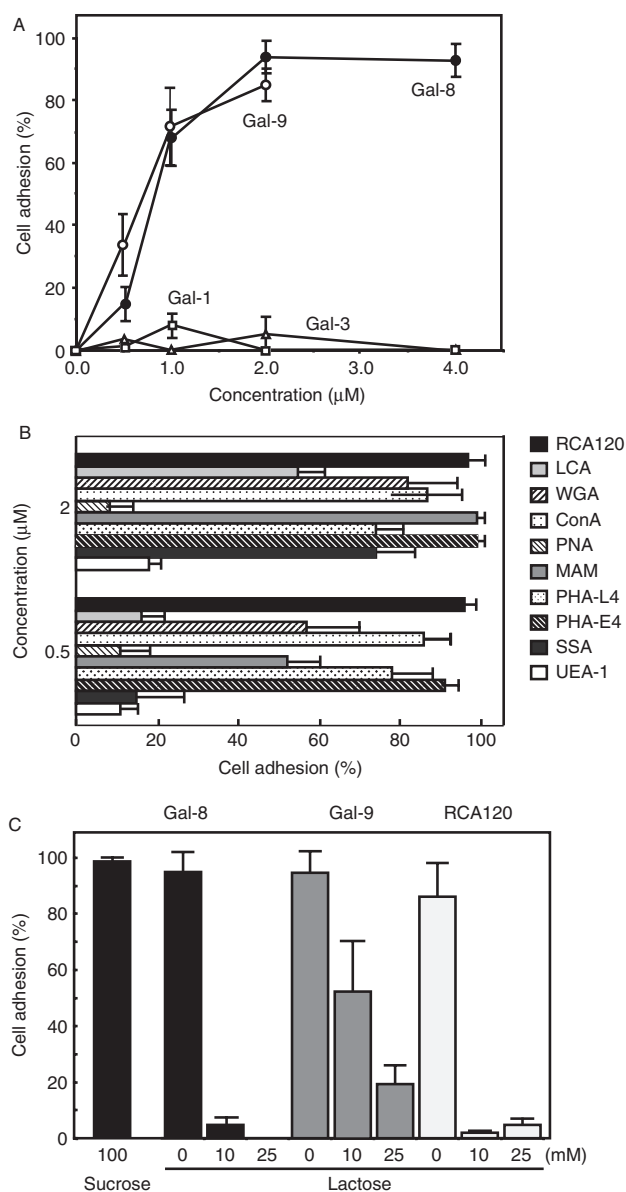 A
100
80
60
40
20
0
Cell adhesion (%)
Gal-8
Gal-9
Gal-1
Gal-3
0.0 1.0 2.0 3.0 4.0
Concentration (μM)
B
2
0.5
Concentration (μM)
RCA120
LCA
WGA
ConA
PNA
MAM
PHA-L4
PHA-E4
SSA
UEA-1
0 20 40 60 80 100
Cell adhesion (%)
C
Gal-8 Gal-9 RCA120
100
80
60
40
20
0
Cell adhesion (%)
100 0 10 25 0 10 25 0 10 25 (mM)
Sucrose Lactose